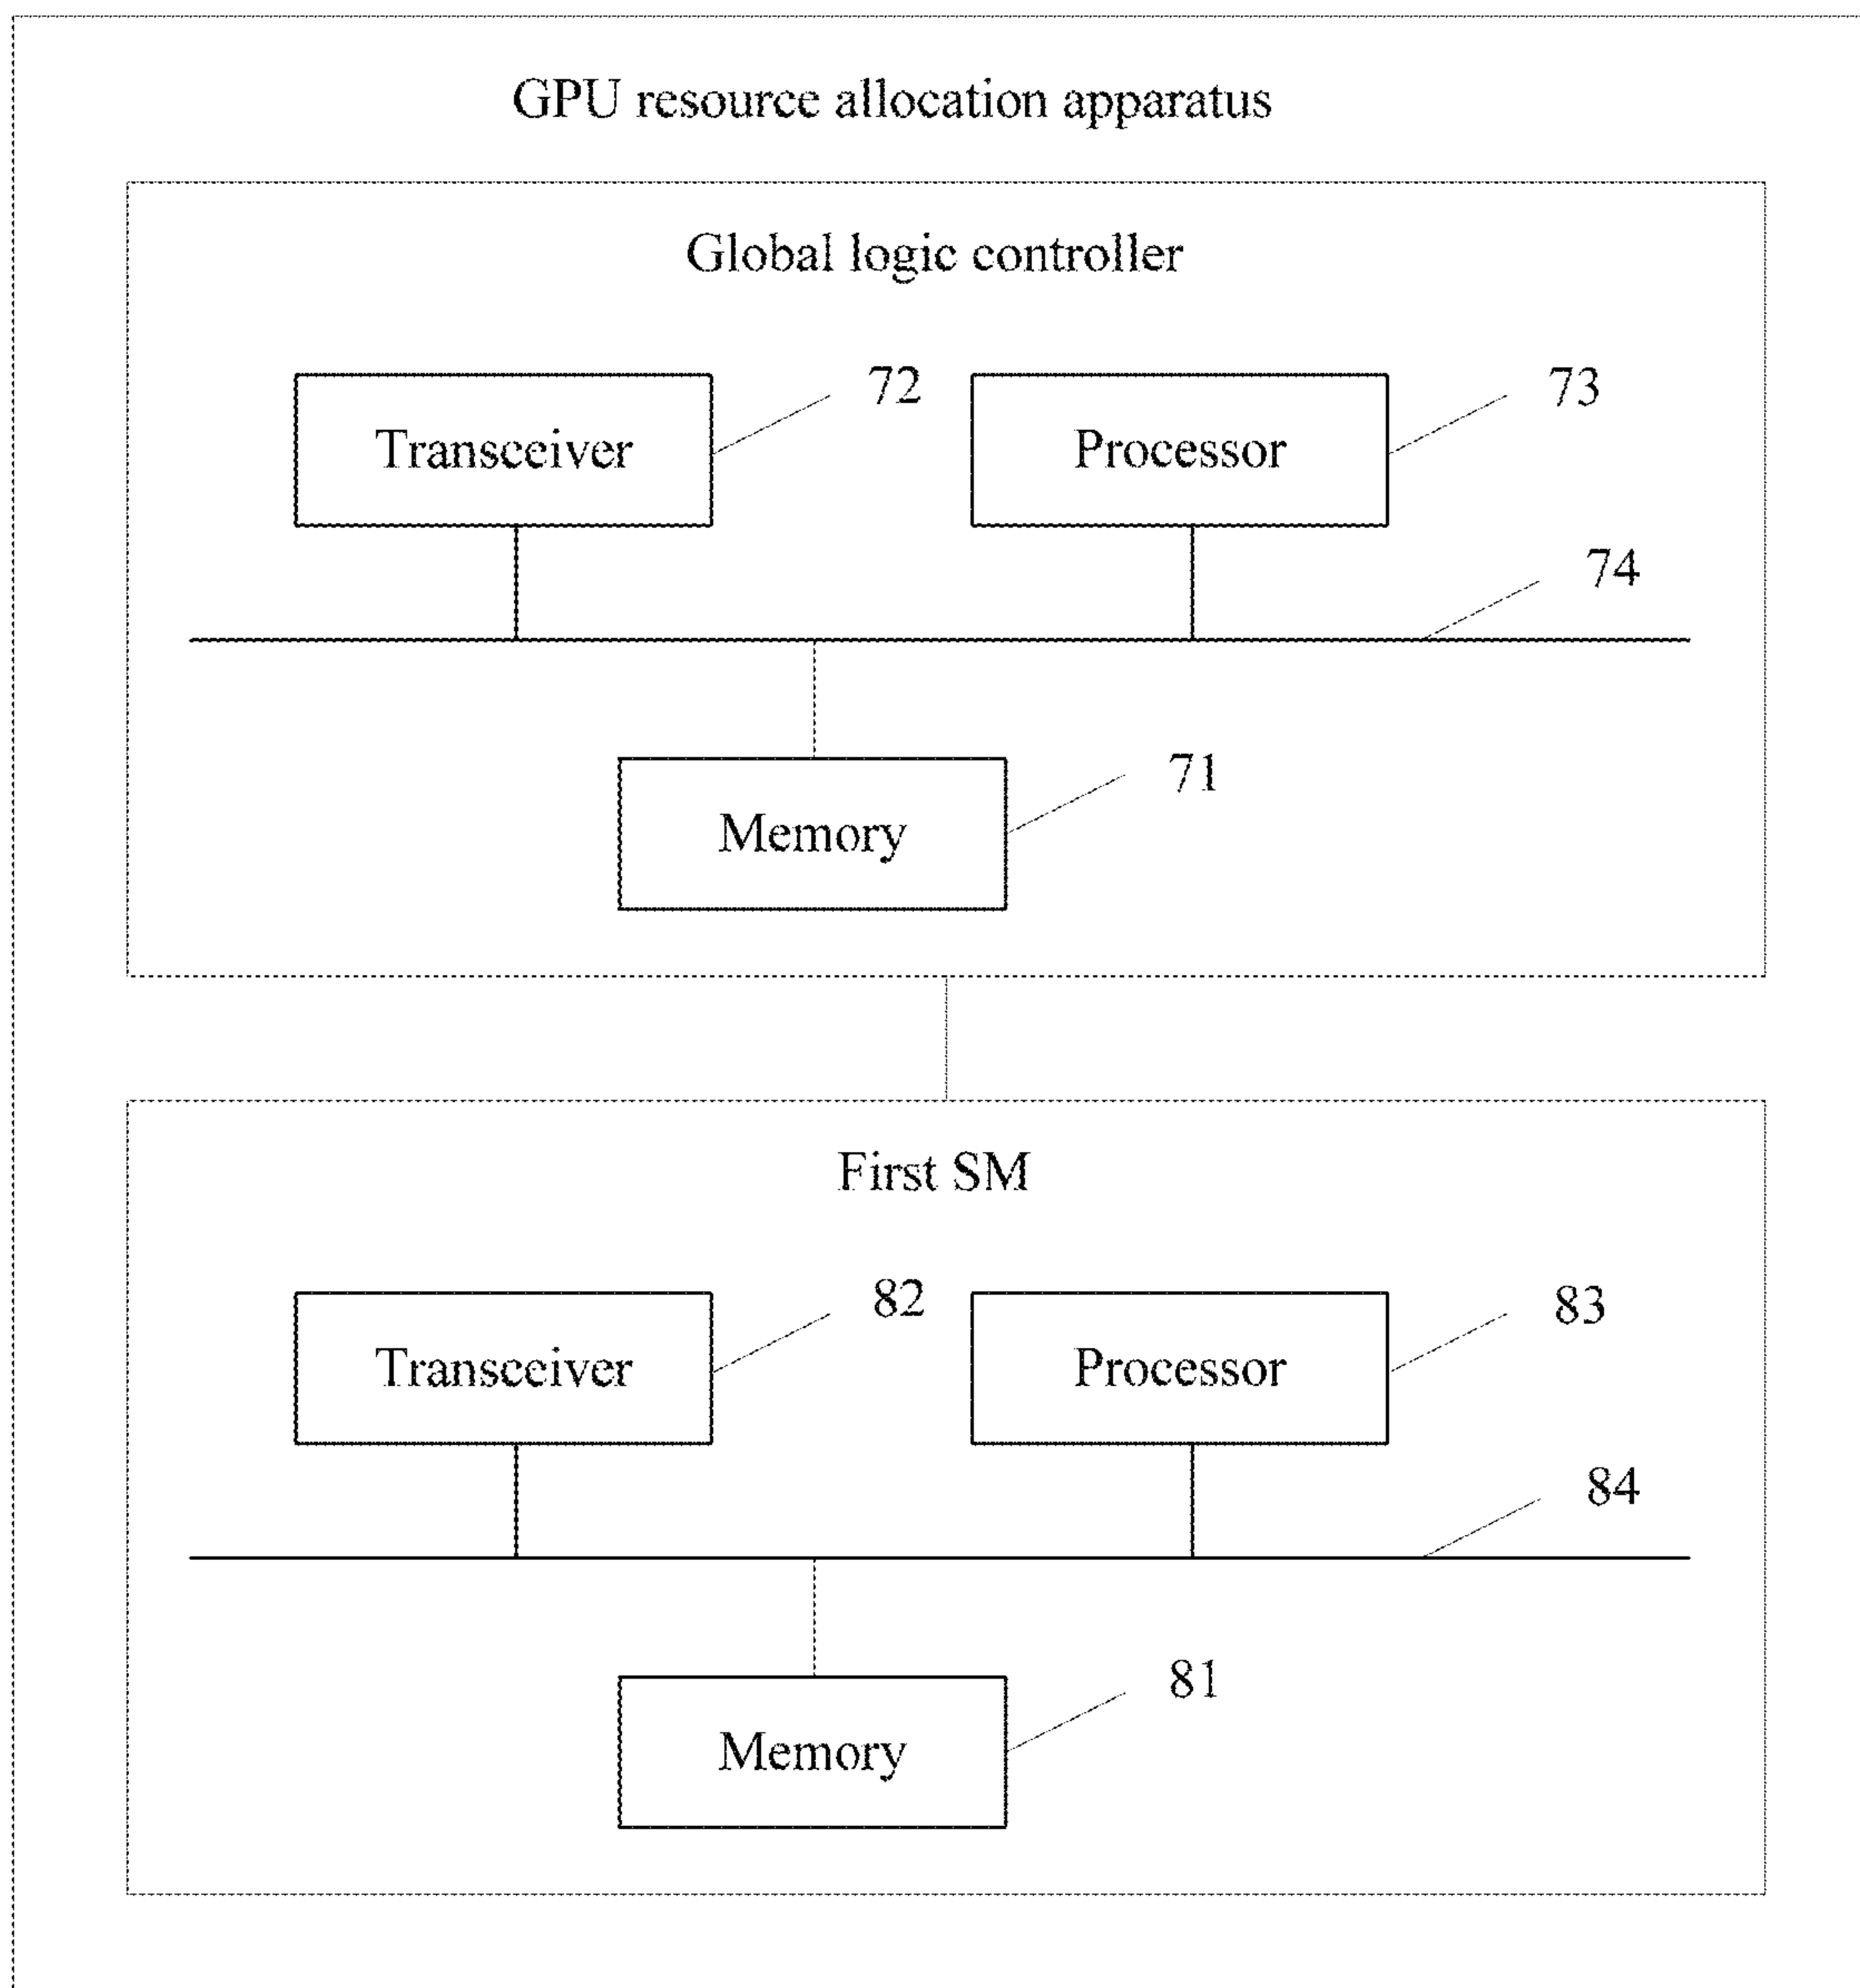 GPU resource allocation apparatus
Global logic controller
72
73
Transceiver
Processor
74
71
Memory
First SM
82
83
Transceiver
Processor
84
81
Memory